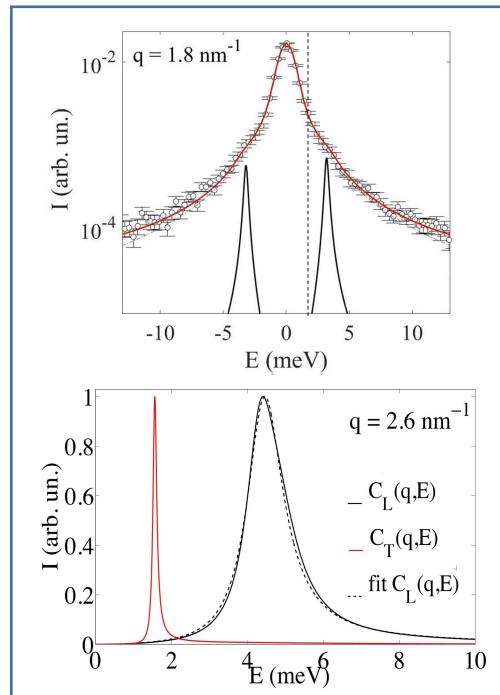 q = 1.8 nm⁻¹
10⁻²
10⁻⁴
I (arb. un.)
-10 -5 0 5 10
E (meV)
1
0.8
0.6
0.4
0.2
0
I (arb. un.)
q = 2.6 nm⁻¹
C_L(q,E)
C_T(q,E)
fit C_L(q,E)
0 2 4 6 8 10
E (meV)